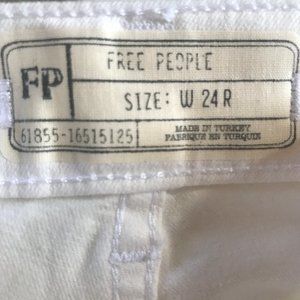 FP
FREE PEOPLE
SIZE: W 24 R
61855-16515125
MADE IN TURKEY
FABRIQUE EN TURQUIE